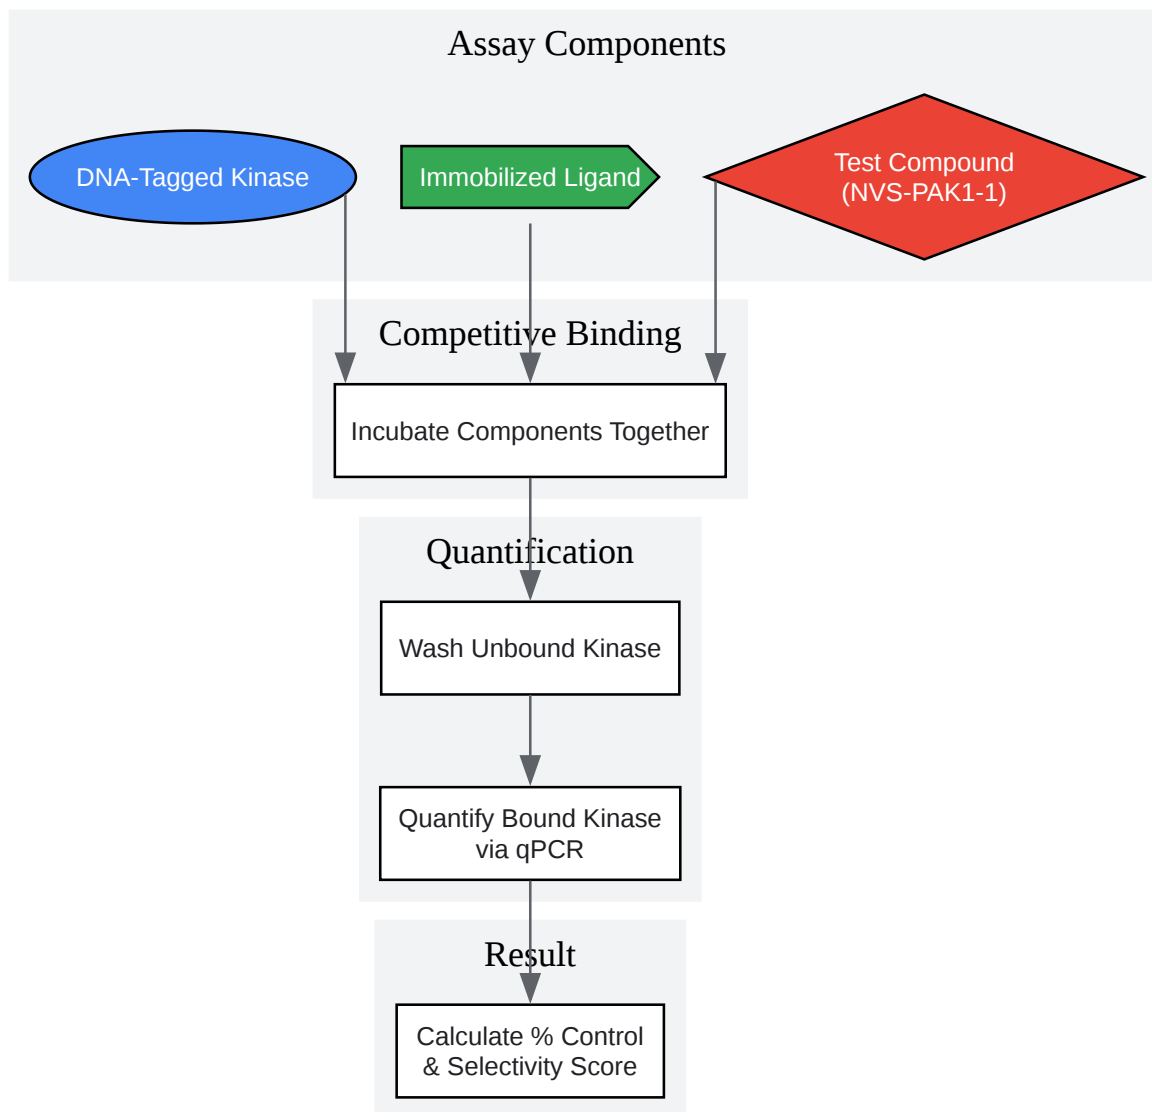 Assay Components
DNA-Tagged Kinase
Immobilized Ligand
Test Compound
(NVS-PAK1-1)
Competitive Binding
Incubate Components Together
Quantification
Wash Unbound Kinase
Quantify Bound Kinase
via qPCR
Result
Calculate % Control
& Selectivity Score